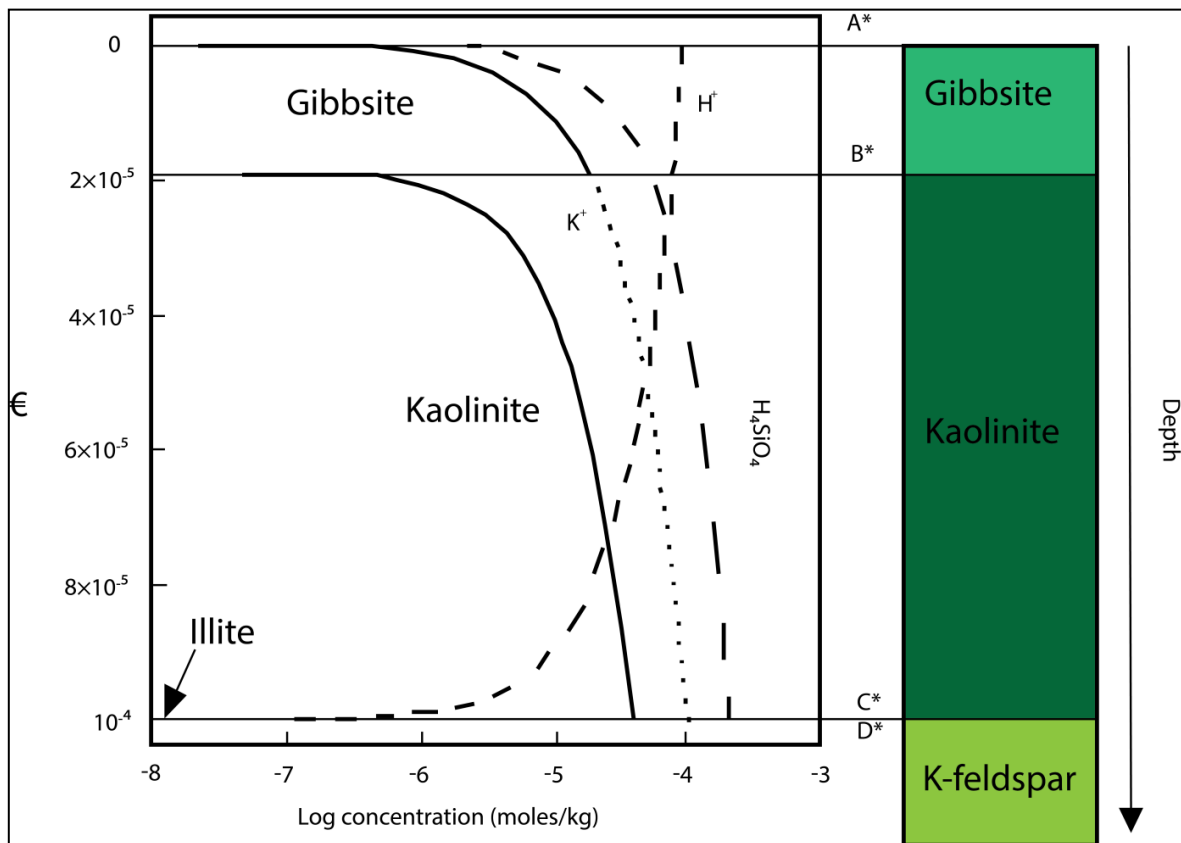 A*
0
Gibbsite
H⁺
Gibbsite
B*
2×10⁻⁵
K⁺
4×10⁻⁵
€
Kaolinite
H₄SiO₄
Kaolinite
Depth
6×10⁻⁵
8×10⁻⁵
Illite
C*
10⁻⁴
D*
K-feldspar
-8
-7
-6
-5
-4
-3
Log concentration (moles/kg)